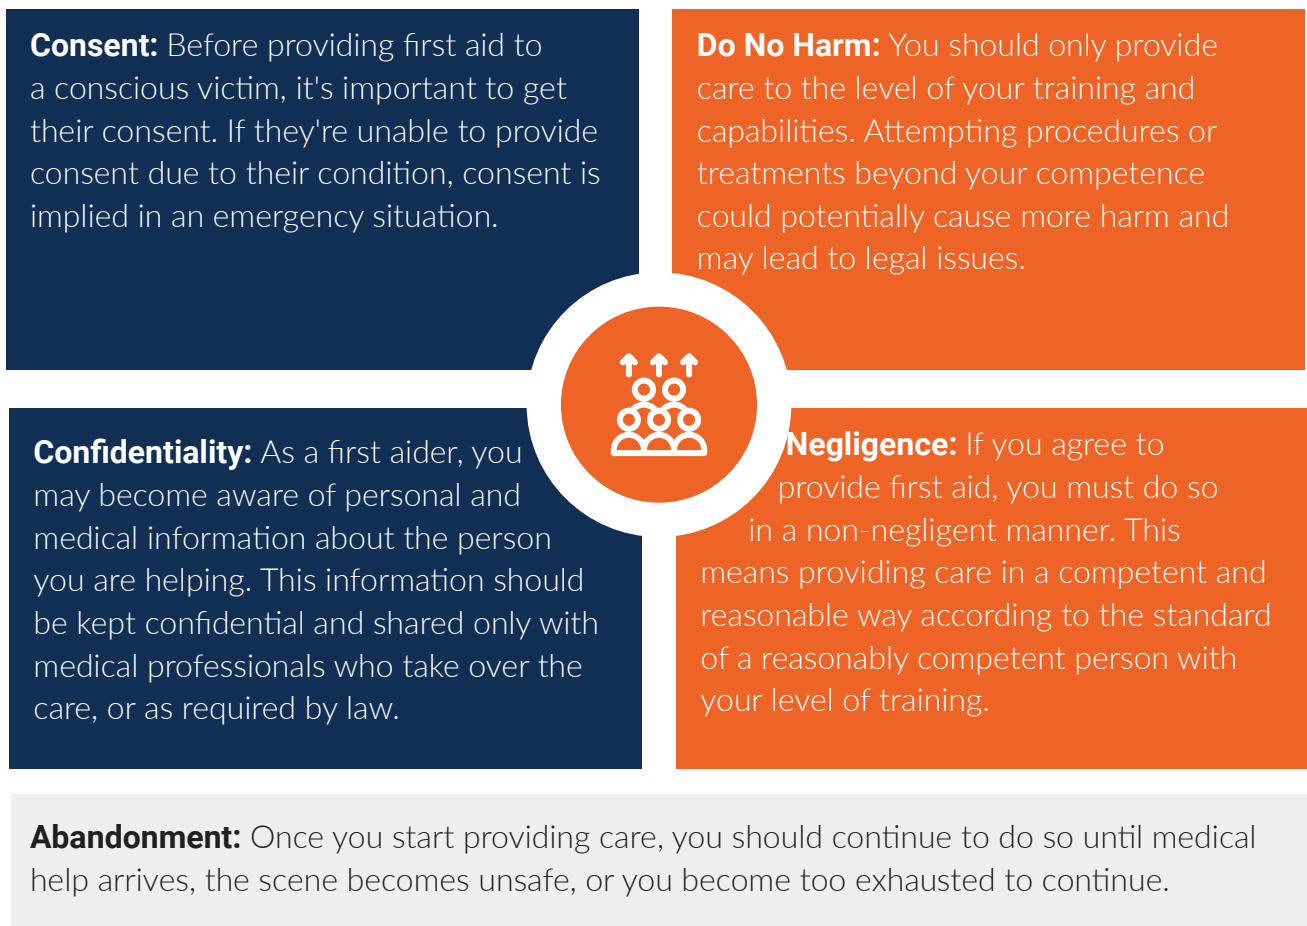 Consent: Before providing first aid to
a conscious victim, it's important to get
their consent. If they're unable to provide
consent due to their condition, consent is
implied in an emergency situation.
Do No Harm: You should only provide
care to the level of your training and
capabilities. Attempting procedures or
treatments beyond your competence
could potentially cause more harm and
may lead to legal issues.
Confidentiality: As a first aider, you
may become aware of personal and
medical information about the person
you are helping. This information should
be kept confidential and shared only with
medical professionals who take over the
care, or as required by law.
Negligence: If you agree to
provide first aid, you must do so
in a non-negligent manner. This
means providing care in a competent and
reasonable way according to the standard
of a reasonably competent person with
your level of training.
Abandonment: Once you start providing care, you should continue to do so until medical
help arrives, the scene becomes unsafe, or you become too exhausted to continue.